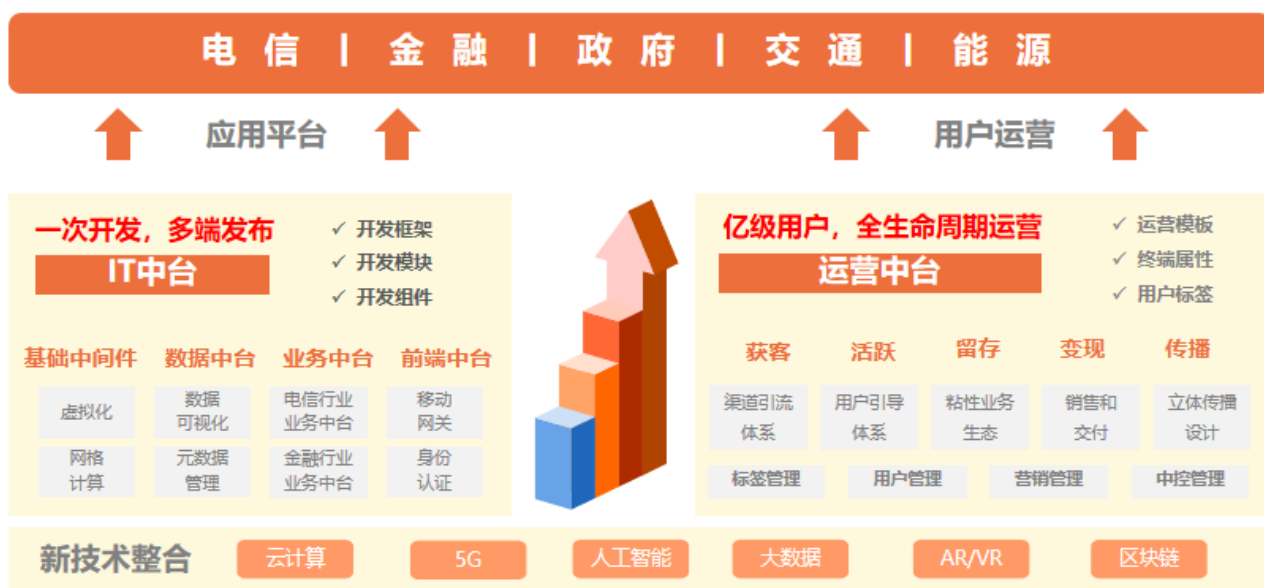 电信 | 金融 | 政府 | 交通 | 能源
应用平台
用户运营
一次开发，多端发布
IT中台
✓ 开发框架
✓ 开发模块
✓ 开发组件
基础中间件 数据中台 业务中台 前端中台
虚拟化
数据
可视化
电信行业
业务中台
移动
网关
网格
计算
元数据
管理
金融行业
业务中台
身份
认证
亿级用户，全生命周期运营
运营中台
✓ 运营模板
✓ 终端属性
✓ 用户标签
获客 活跃 留存 变现 传播
渠道引流
体系
用户引导
体系
粘性业务
生态
销售和
交付
立体传播
设计
标签管理 用户管理 营销管理 中控管理
新技术整合 云计算 5G 人工智能 大数据 AR/VR 区块链